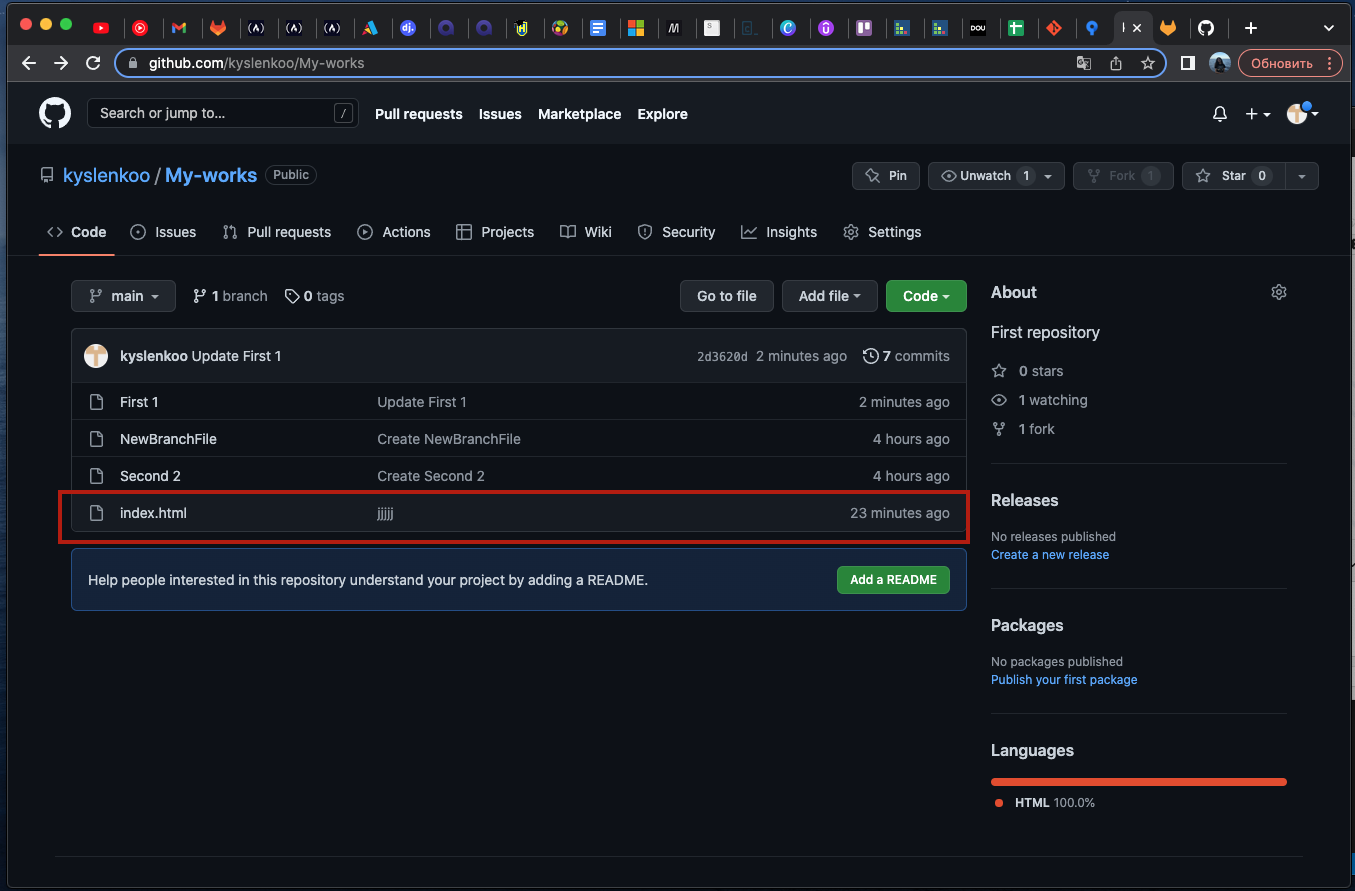 github.com/kyslenkoo/My-works
Обновить
Search or jump to... /
Pull requests Issues Marketplace Explore
kyslenkoo / My-works Public
Pin Unwatch 1 Fork 1 Star 0
Code Issues Pull requests Actions Projects Wiki Security Insights Settings
main 1 branch 0 tags Go to file Add file Code
kyslenkoo Update First 1 2d3620d 2 minutes ago 7 commits
First 1 Update First 1 2 minutes ago
NewBranchFile Create NewBranchFile 4 hours ago
Second 2 Create Second 2 4 hours ago
index.html jjjjj 23 minutes ago
Help people interested in this repository understand your project by adding a README. Add a README
About
First repository
0 stars
1 watching
1 fork
Releases
No releases published
Create a new release
Packages
No packages published
Publish your first package
Languages
HTML 100.0%